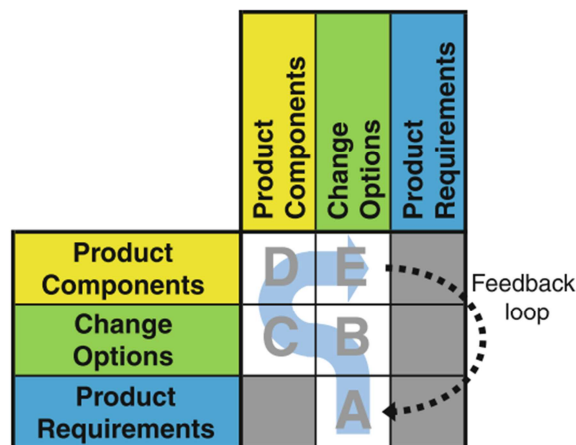 Product
Components
Change
Options
Product
Requirements
Product
Components
D E
Change
Options
C B
Product
Requirements
A
Feedback
loop